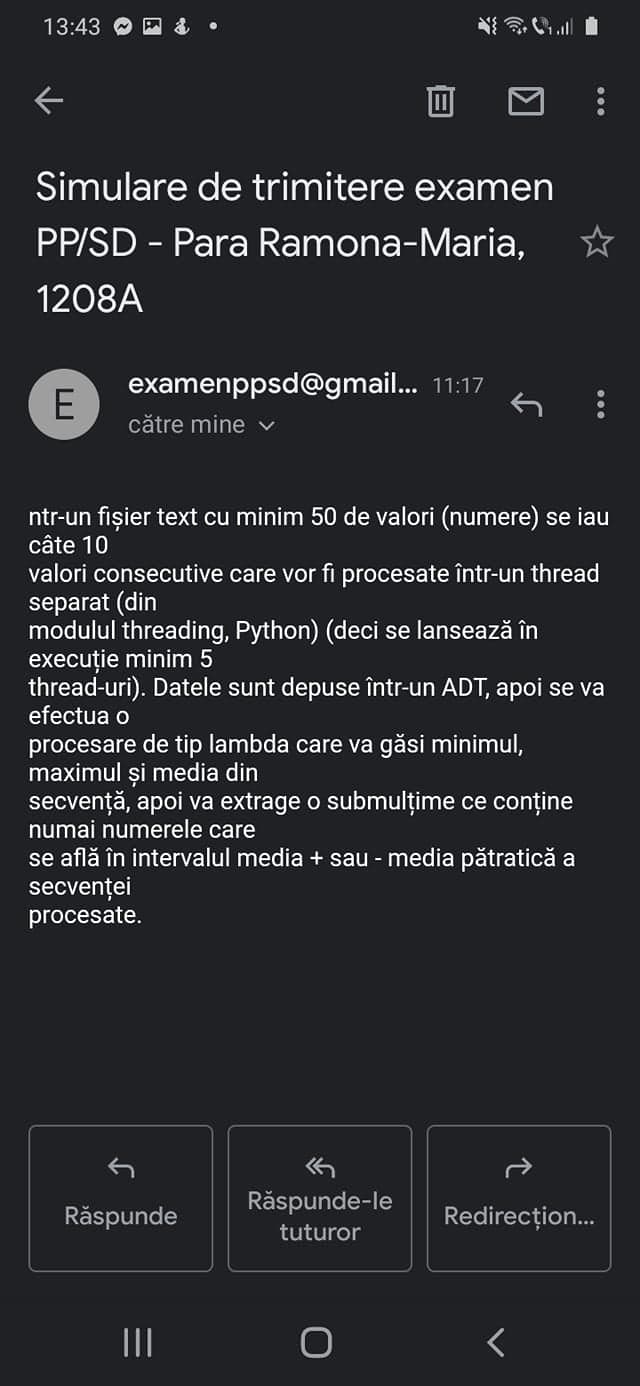 13:43
Simulare de trimitere examen
PP/SD - Para Ramona-Maria,
1208A
E
examenppsd@gmail... 11:17
către mine
ntr-un fișier text cu minim 50 de valori (numere) se iau
câte 10
valori consecutive care vor fi procesate într-un thread
separat (din
modulul threading, Python) (deci se lansează în
execuție minim 5
thread-uri). Datele sunt depuse într-un ADT, apoi se va
efectua o
procesare de tip lambda care va găsi minimul,
maximul și media din
secvență, apoi va extrage o submulțime ce conține
numai numerele care
se află în intervalul media + sau - media pătratică a
secvenței
procesate.
Răspunde
Răspunde-le
tuturor
Redirecțion...